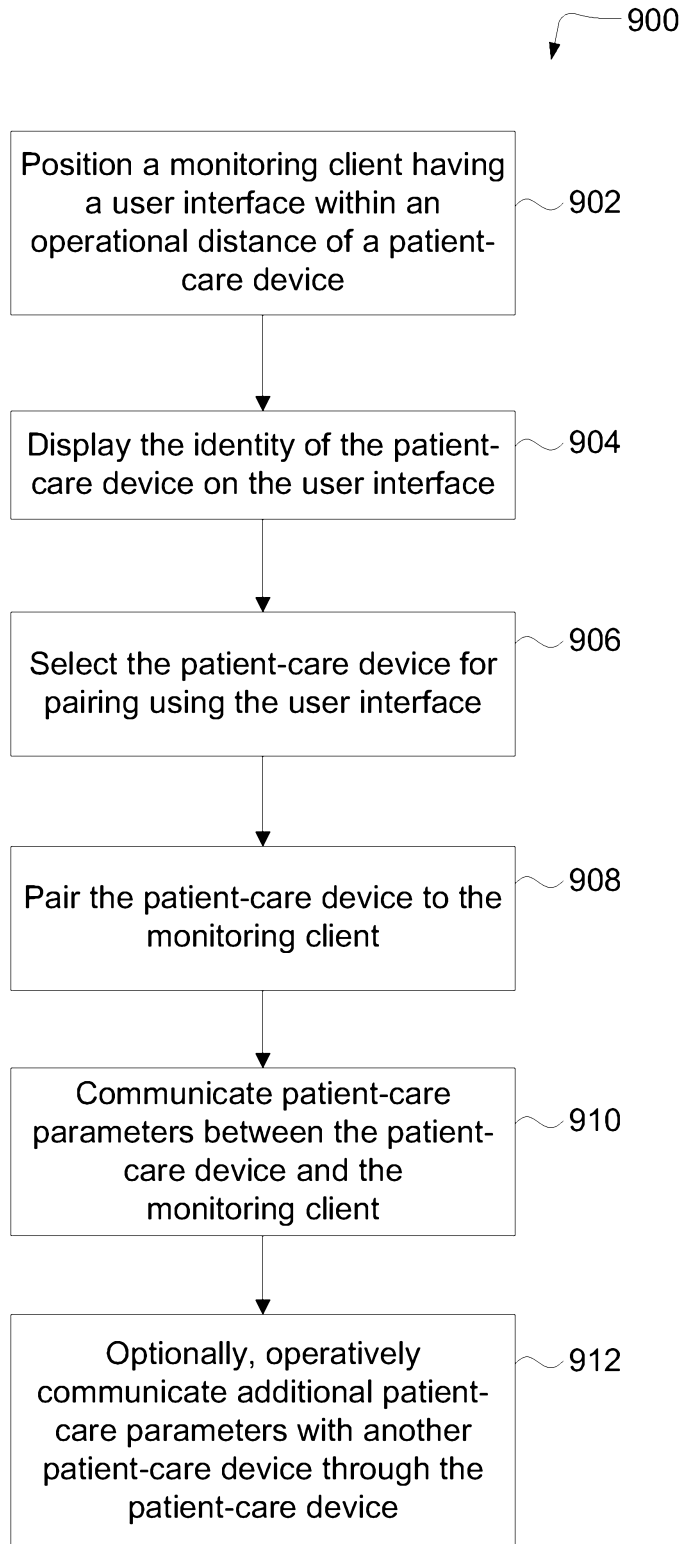 900
Position a monitoring client having
a user interface within an
operational distance of a patient-
care device
902
Display the identity of the patient-
care device on the user interface
904
Select the patient-care device for
pairing using the user interface
906
Pair the patient-care device to the
monitoring client
908
Communicate patient-care
parameters between the patient-
care device and the
monitoring client
910
Optionally, operatively
communicate additional patient-
care parameters with another
patient-care device through the
patient-care device
912